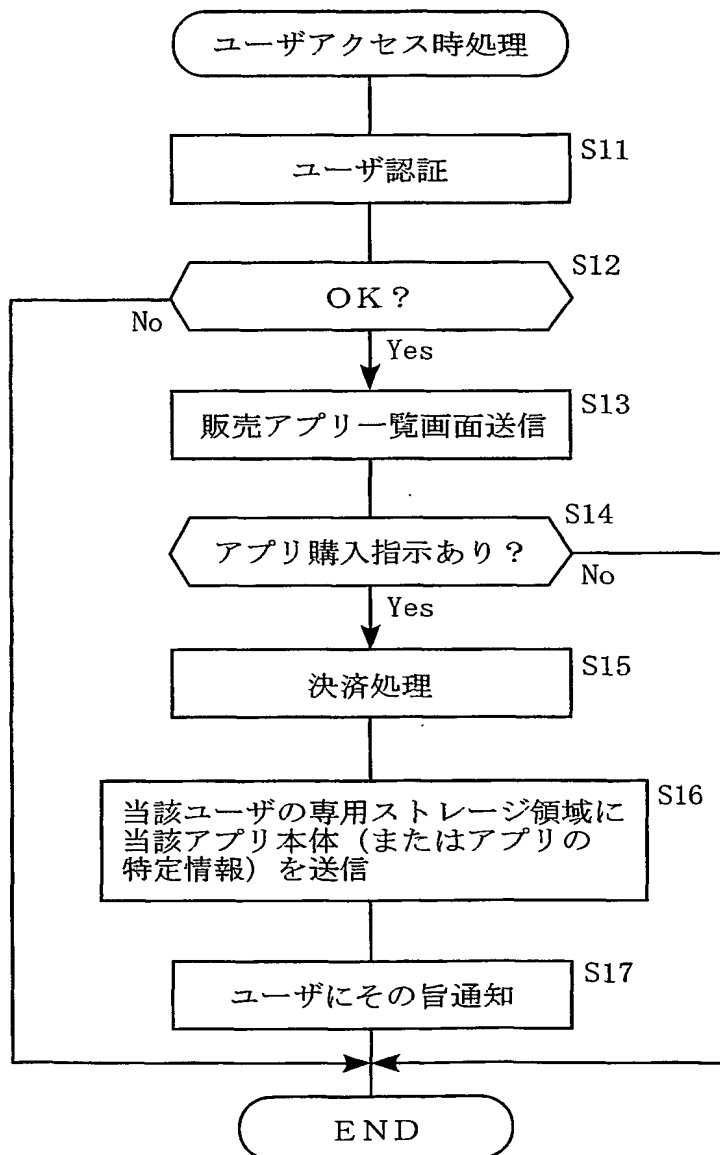 ユーザアクセス時処理
S11
ユーザ認証
S12
OK?
No
Yes
S13
販売アプリ一覧画面送信
S14
アプリ購入指示あり?
No
Yes
S15
決済処理
S16
当該ユーザの専用ストレージ領域に
当該アプリ本体(またはアプリの
特定情報)を送信
S17
ユーザにその旨通知
END